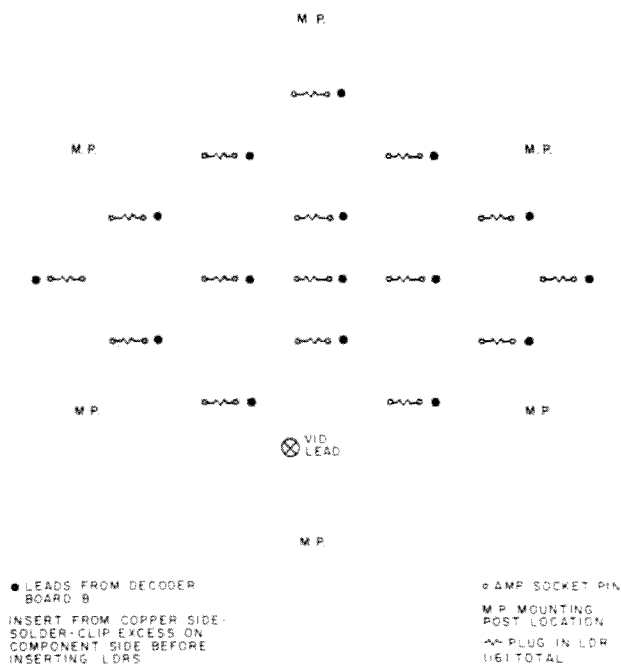 M.P.
M.P.
M.P.
M.P.
M.P
VID
LEAD
M.P.
LEADS FROM DECODER
BOARD B
INSERT FROM COPPER SIDE-
SOLDER-CLIP EXCESS ON
COMPONENT SIDE BEFORE
INSERTING LDRS
AMP SOCKET PIN
M.P. MOUNTING
POST LOCATION
PLUG IN LDR
(16) TOTAL